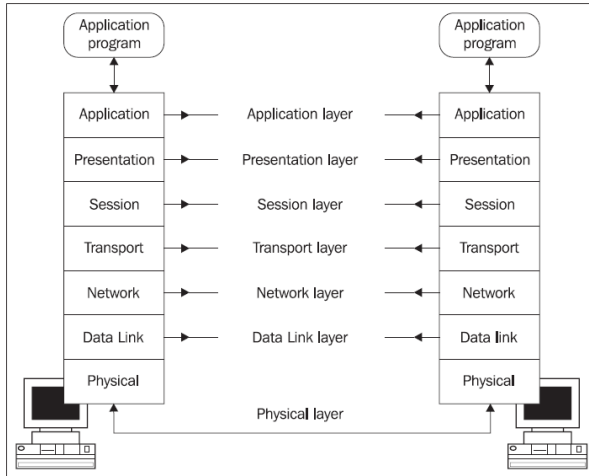 Application
program
Application
program
Application Application layer Application
Presentation Presentation layer Presentation
Session Session layer Session
Transport Transport layer Transport
Network Network layer Network
Data Link Data Link layer Data link
Physical Physical
Physical layer